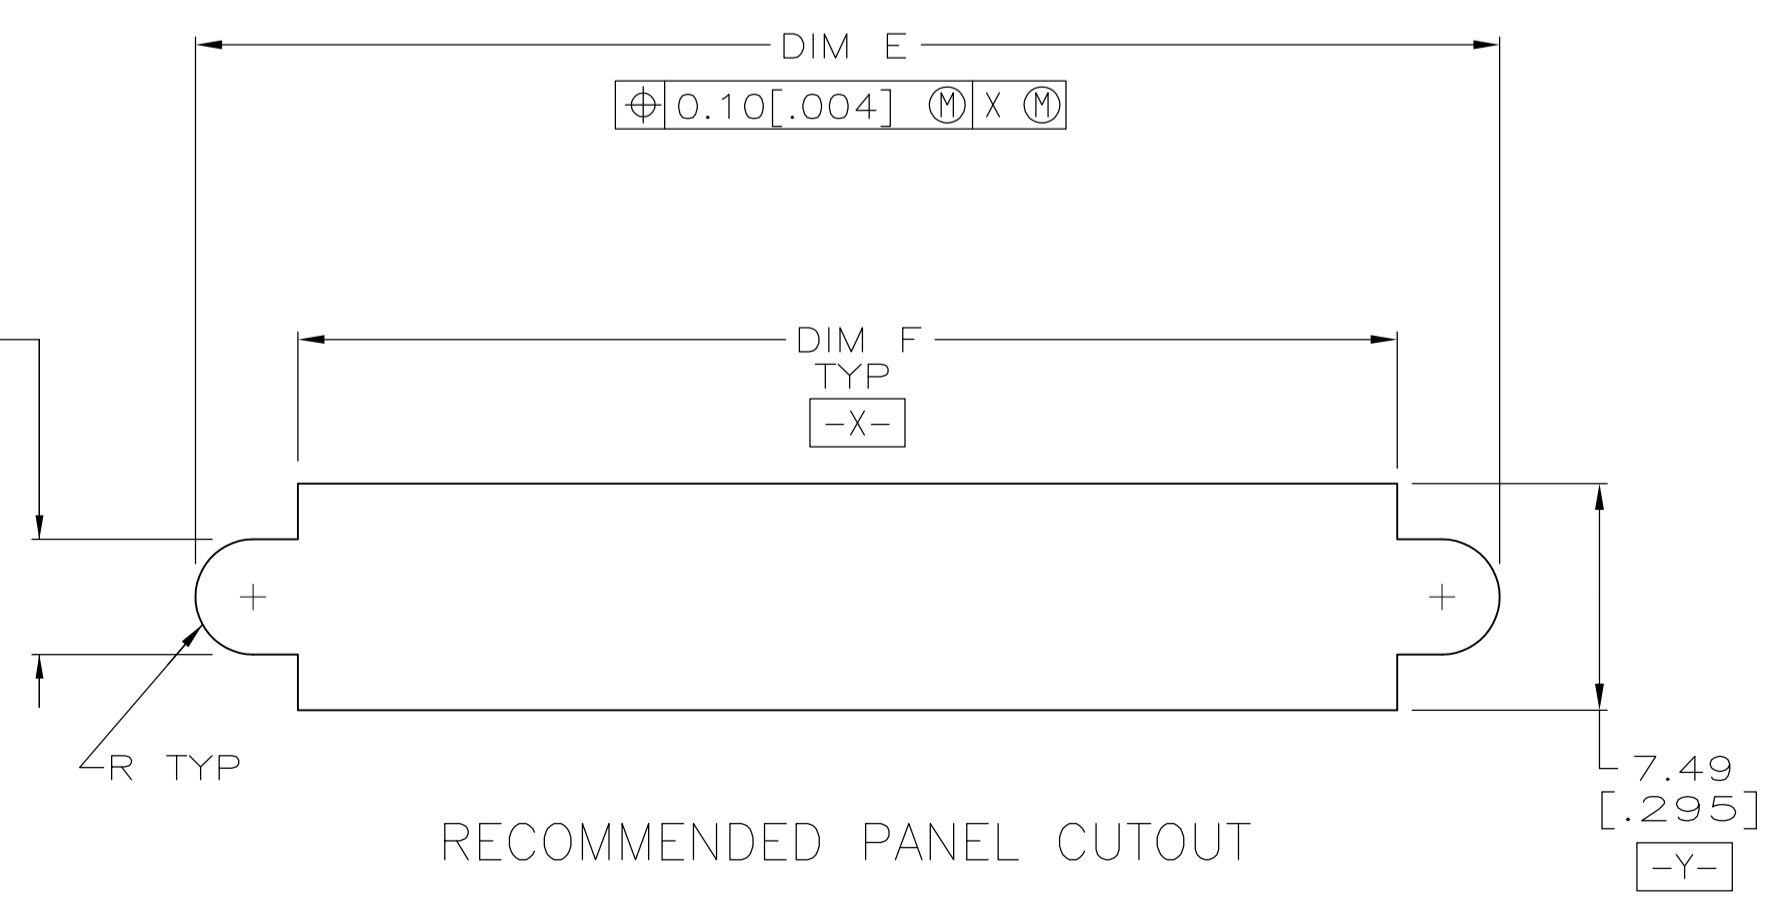 DIM E
⌖ 0.10[.004] Ⓜ X Ⓜ
DIM F
TYP
-X-
R TYP
7.49
[.295]
-Y-
RECOMMENDED PANEL CUTOUT